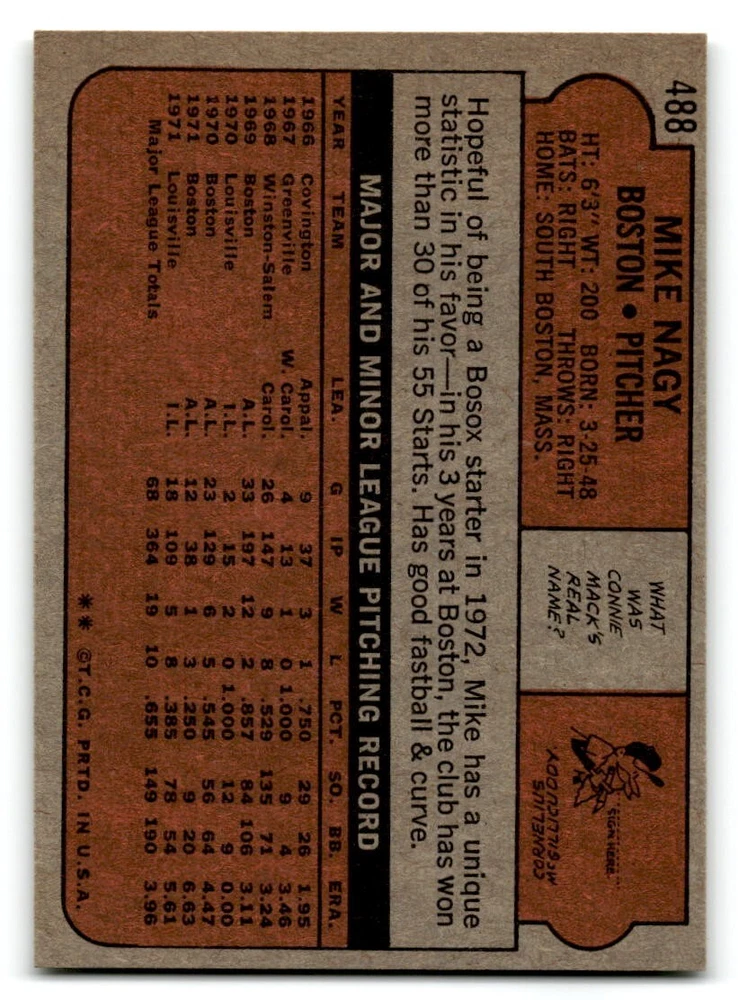 488
MIKE NAGY
BOSTON • PITCHER
HT: 6'3" WT: 200 BORN: 3-25-48
BATS: RIGHT THROWS: RIGHT
HOME: SOUTH BOSTON, MASS.
WHAT
WAS
CONNIE
MACK'S
REAL
NAME?
"SIGN HERE..."
CORNELIUS
McGILLICUDDY
Hopeful of being a Bosox starter in 1972, Mike has a unique
statistic in his favor—in his 3 years at Boston, the club has won
more than 30 of his 55 Starts. Has good fastball & curve.
MAJOR AND MINOR LEAGUE PITCHING RECORD
YEAR TEAM LEA. G IP W L PCT. SO. BB. ERA.
1966 Covington Appal. 9 37 3 1 .750 29 26 1.95
1967 Greenville W. Carol. 4 13 1 0 1.000 9 4 3.46
1968 Winston-Salem Carol. 26 147 9 8 .529 135 71 3.24
1969 Boston A.L. 33 197 12 2 .857 84 106 3.11
1970 Louisville I.L. 2 15 2 0 1.000 12 9 0.00
1970 Boston A.L. 23 129 6 5 .545 56 64 4.47
1971 Boston A.L. 12 38 1 3 .250 9 20 6.63
1971 Louisville I.L. 18 109 5 8 .385 78 54 5.61
Major League Totals 68 364 19 10 .655 149 190 3.96
** ©T.C.G. PRTD. IN U.S.A.